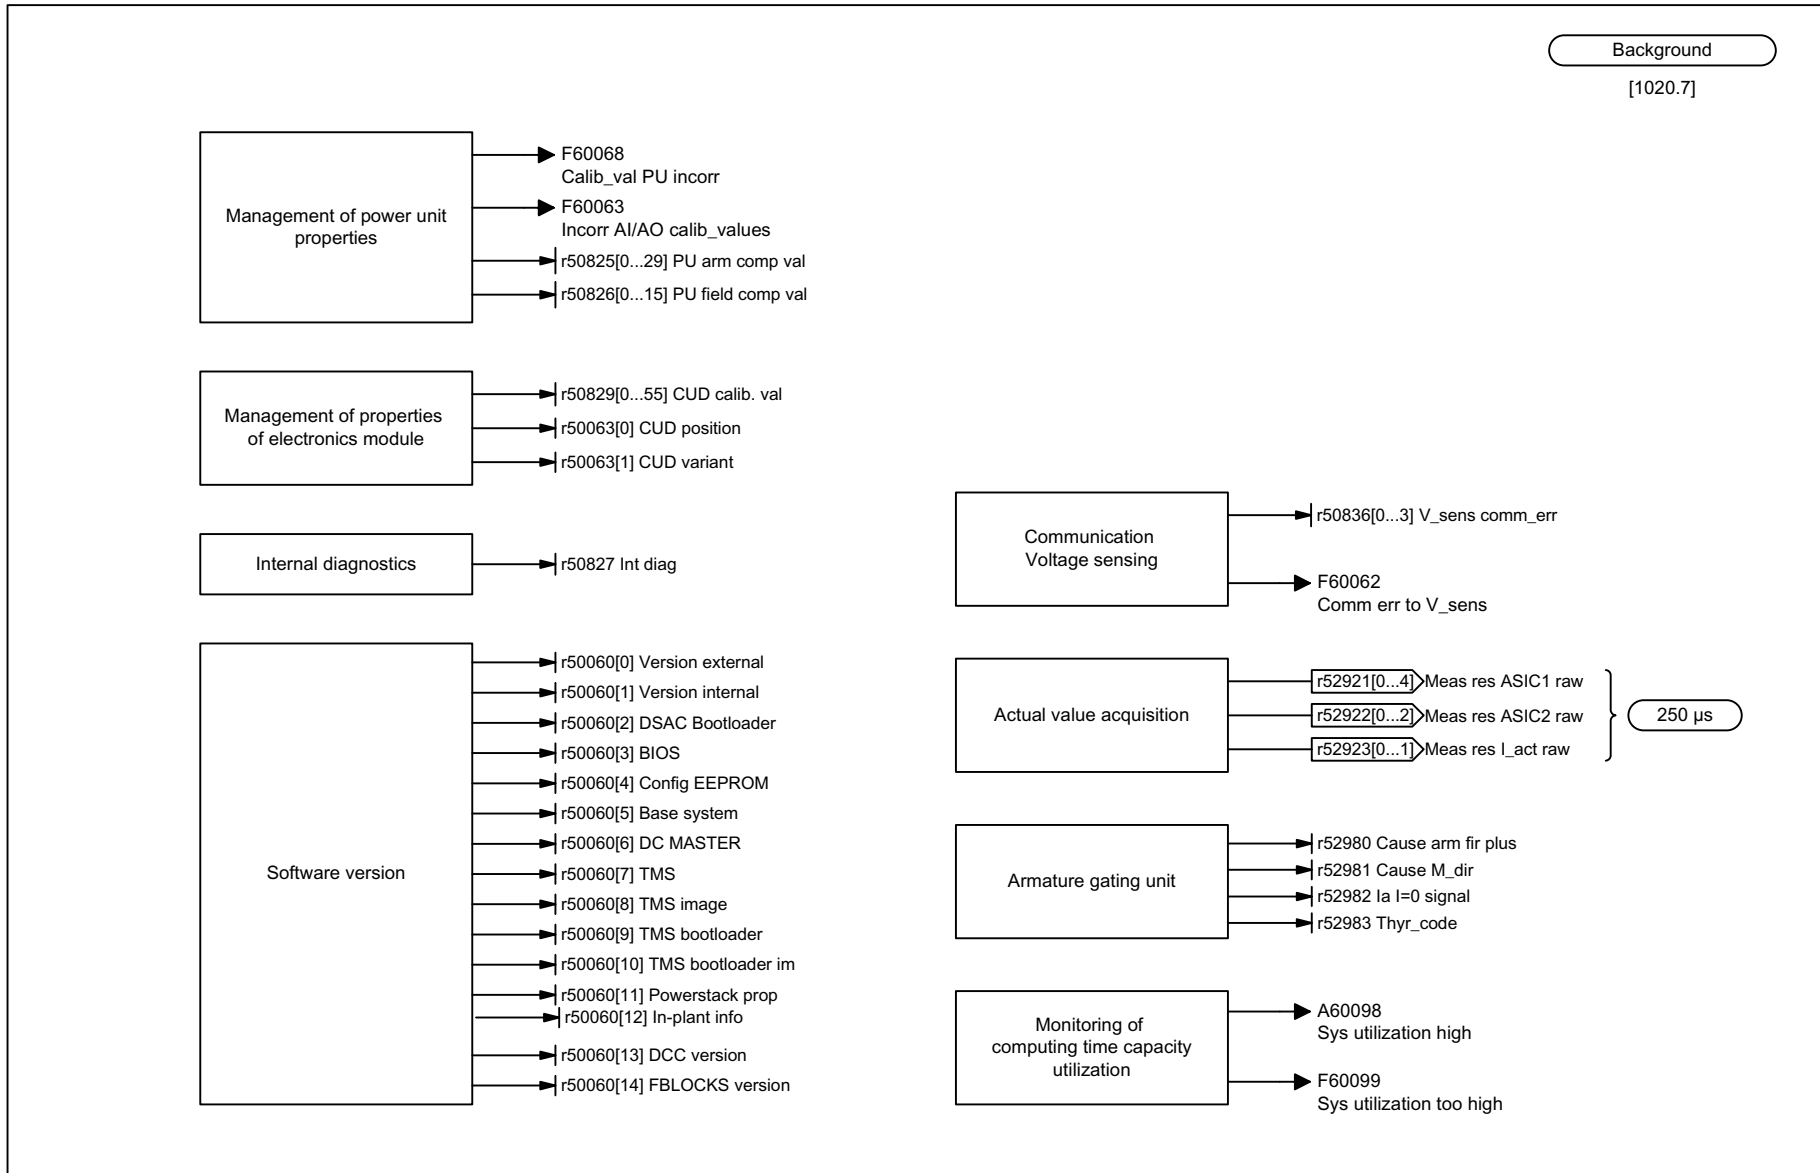 Background
[1020.7]
Management of power unit
properties
F60068
Calib_val PU incorr
F60063
Incorr AI/AO calib_values
r50825[0...29] PU arm comp val
r50826[0...15] PU field comp val
Management of properties
of electronics module
r50829[0...55] CUD calib. val
r50063[0] CUD position
r50063[1] CUD variant
Internal diagnostics
r50827 Int diag
Software version
r50060[0] Version external
r50060[1] Version internal
r50060[2] DSAC Bootloader
r50060[3] BIOS
r50060[4] Config EEPROM
r50060[5] Base system
r50060[6] DC MASTER
r50060[7] TMS
r50060[8] TMS image
r50060[9] TMS bootloader
r50060[10] TMS bootloader im
r50060[11] Powerstack prop
r50060[12] In-plant info
r50060[13] DCC version
r50060[14] FBLOCKS version
Communication
Voltage sensing
r50836[0...3] V_sens comm_err
F60062
Comm err to V_sens
Actual value acquisition
r52921[0...4] Meas res ASIC1 raw
r52922[0...2] Meas res ASIC2 raw
r52923[0...1] Meas res I_act raw
250 µs
Armature gating unit
r52980 Cause arm fir plus
r52981 Cause M_dir
r52982 Ia I=0 signal
r52983 Thyr_code
Monitoring of
computing time capacity
utilization
A60098
Sys utilization high
F60099
Sys utilization too high